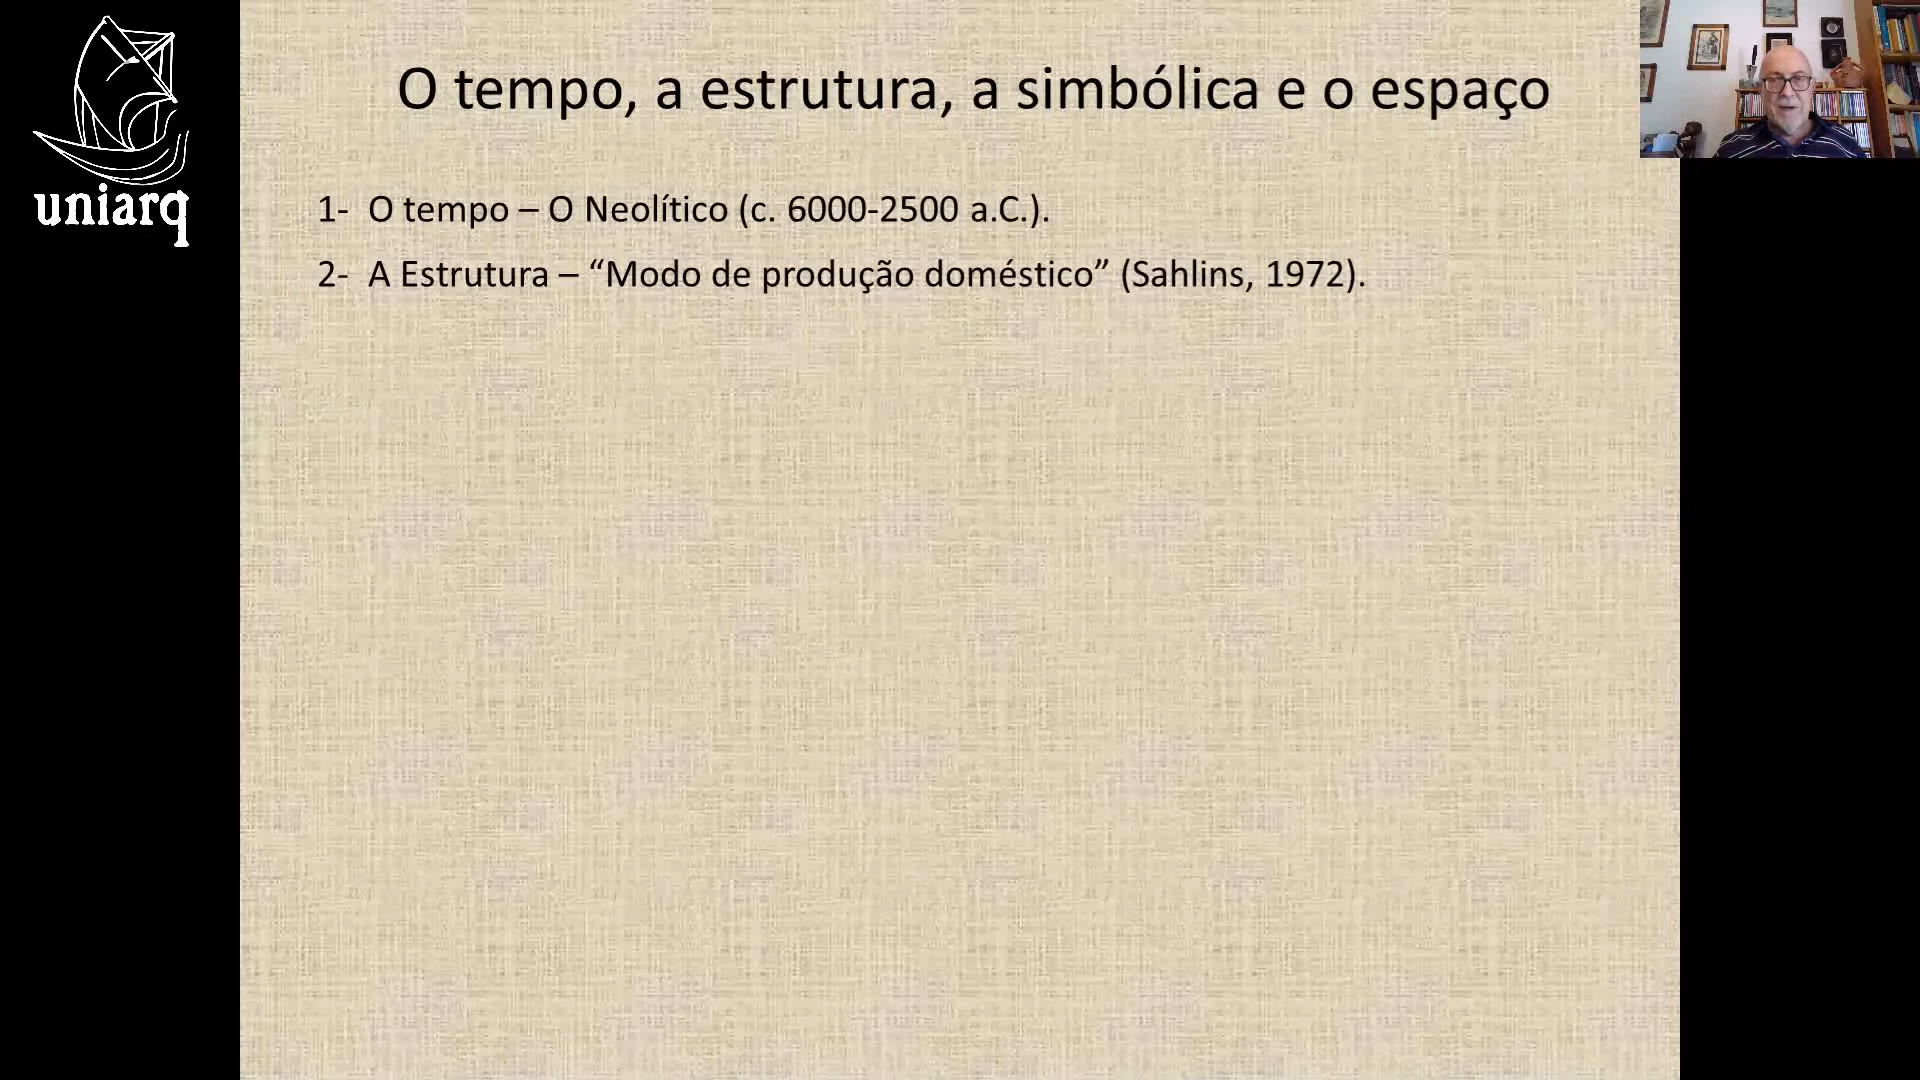 uniarq
O tempo, a estrutura, a simbólica e o espaço
1- O tempo – O Neolítico (c. 6000-2500 a.C.).
2- A Estrutura – “Modo de produção doméstico” (Sahlins, 1972).